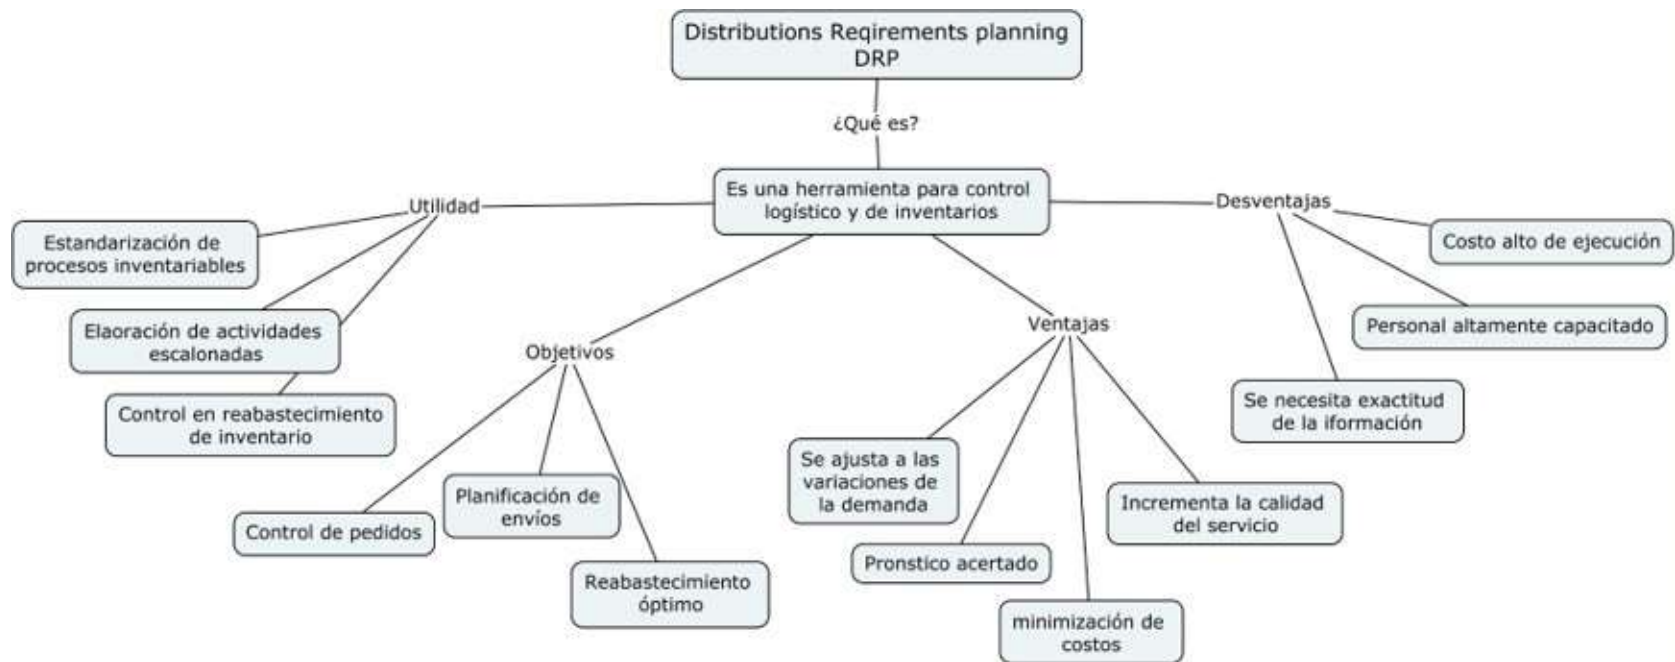 Distributions Reqirements planning
DRP
¿Qué es?
Es una herramienta para control
logístico y de inventarios
Utilidad
Estandarización de
procesos inventariables
Elaoración de actividades
escalonadas
Control en reabastecimiento
de inventario
Objetivos
Control de pedidos
Planificación de
envíos
Reabastecimiento
óptimo
Ventajas
Se ajusta a las
variaciones de
la demanda
Pronstico acertado
minimización de
costos
Incrementa la calidad
del servicio
Desventajas
Costo alto de ejecución
Personal altamente capacitado
Se necesita exactitud
de la iformación